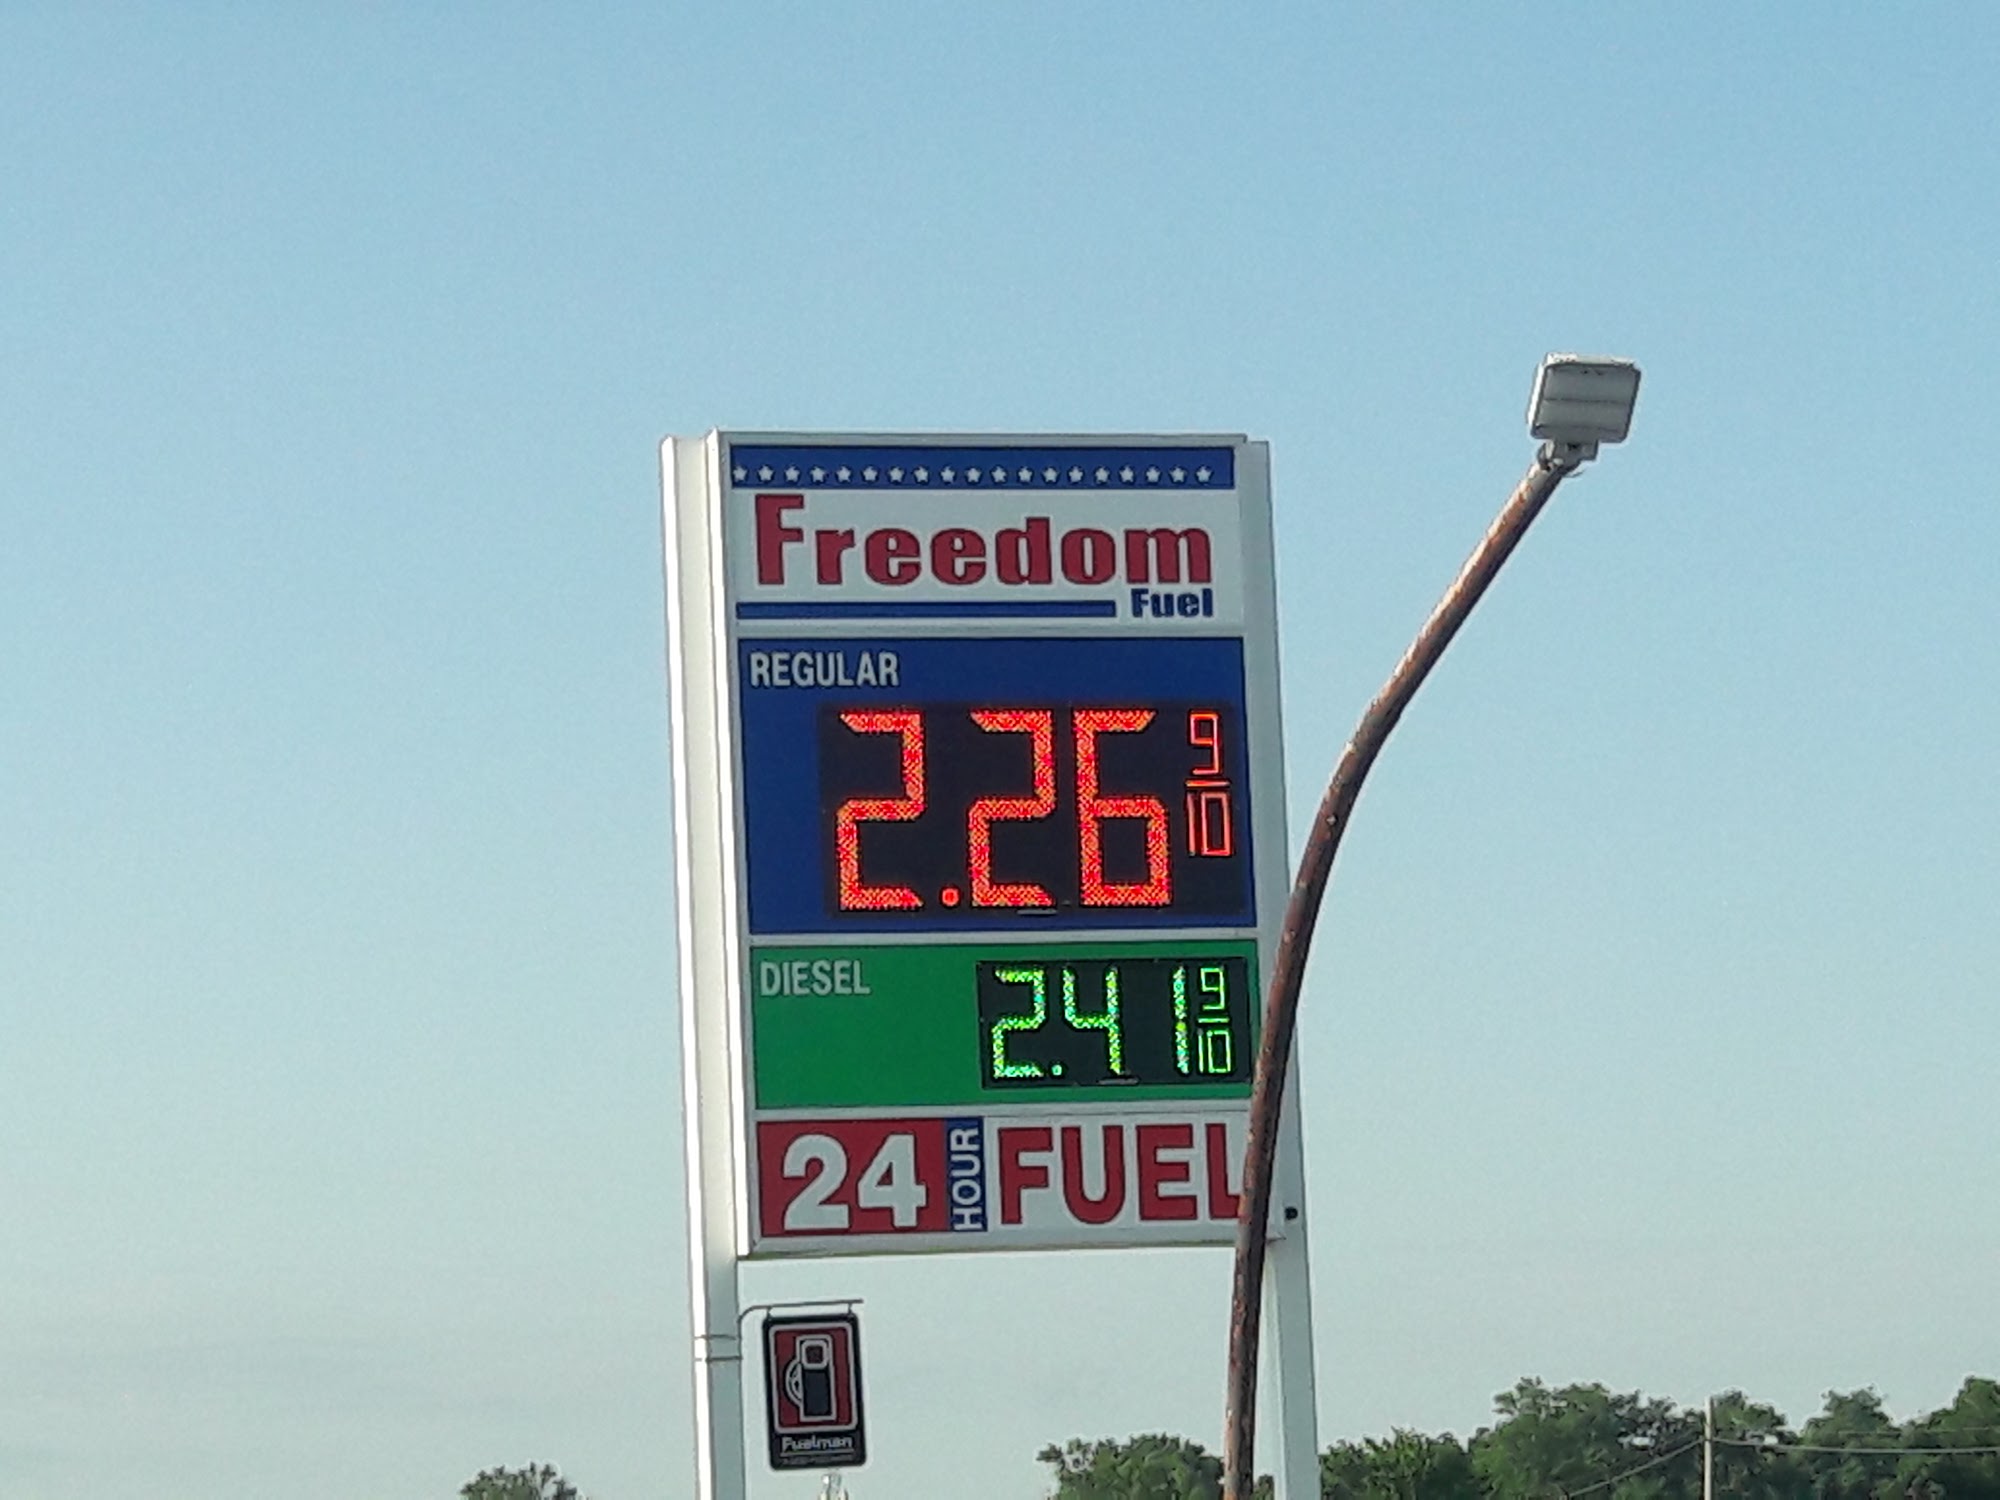 Freedom
Fuel
REGULAR
2.26 9/10
DIESEL
2.41 9/10
24 HOUR FUEL
Fuelman